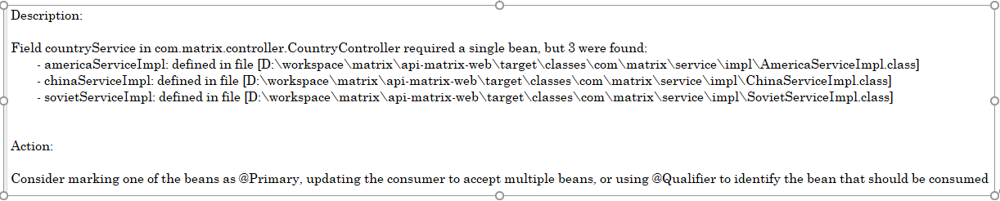 Description:
Field countryService in com.matrix.controller.CountryController required a single bean, but 3 were found:
- americaServiceImpl: defined in file [D:\workspace\matrix\api-matrix-web\target\classes\com\matrix\service\impl\AmericaServiceImpl.class]
- chinaServiceImpl: defined in file [D:\workspace\matrix\api-matrix-web\target\classes\com\matrix\service\impl\ChinaServiceImpl.class]
- sovietServiceImpl: defined in file [D:\workspace\matrix\api-matrix-web\target\classes\com\matrix\service\impl\SovietServiceImpl.class]
Action:
Consider marking one of the beans as @Primary, updating the consumer to accept multiple beans, or using @Qualifier to identify the bean that should be consumed